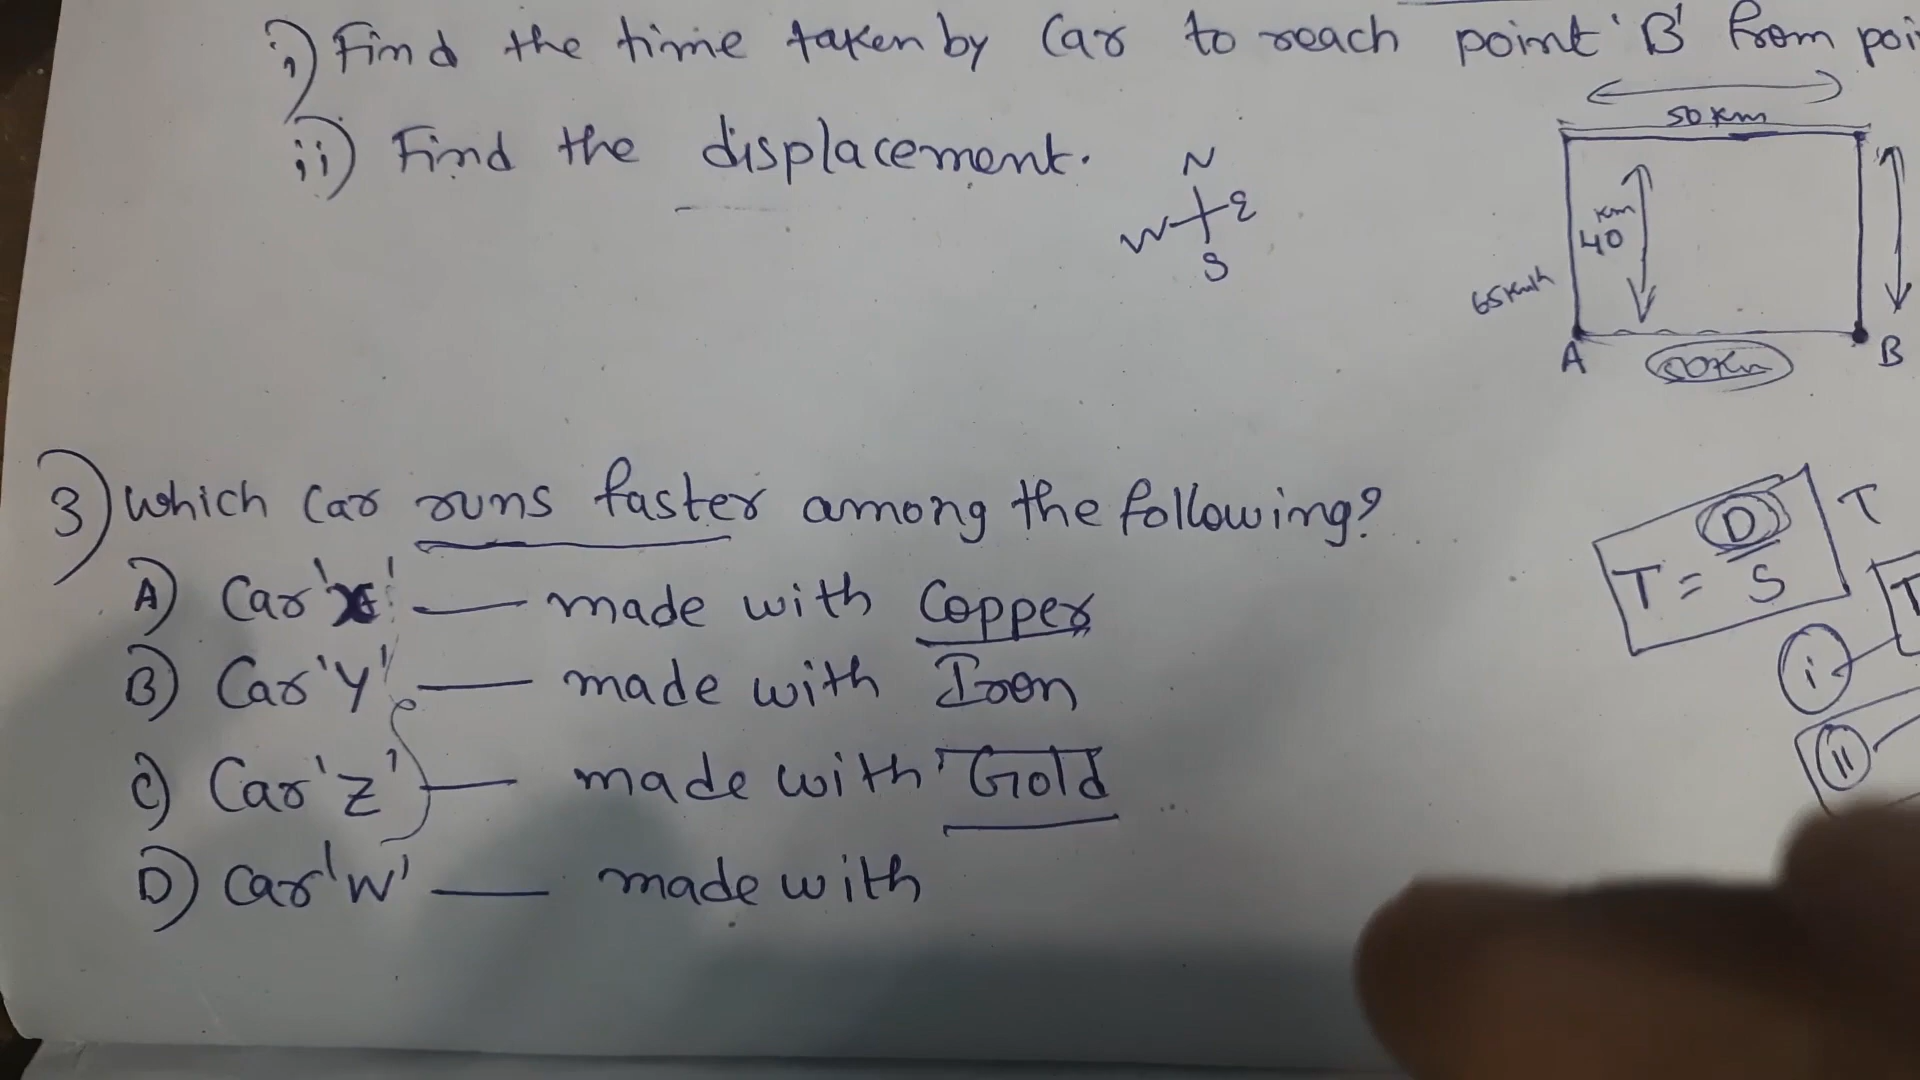 i) Find the time taken by Car to reach point 'B' from poi
ii) Find the displacement.
N
W E
S
50 km
40 km
65 km/h
A
50 Km
B
3) which Car runs faster among the following?
A) Car 'X' — made with Copper
B) Car 'Y' — made with Iron
C) Car 'Z' — made with Gold
D) Car 'W' — made with
T = D/S
T
T
i
ii